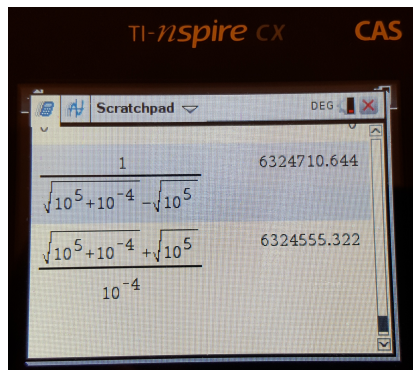 TI-nspire CX CAS
Scratchpad DEG
1
√10^5+10^-4 -√10^5 6324710.644
√10^5+10^-4 +√10^5 6324555.322
10^-4